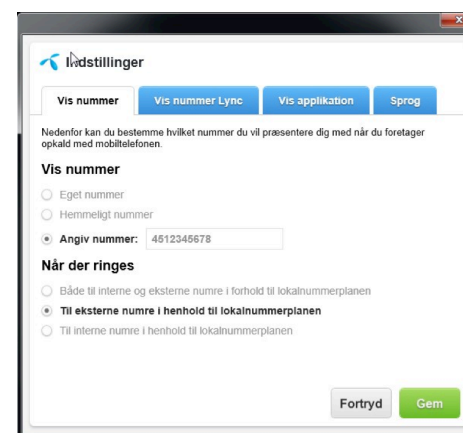 Indstillinger
Vis nummer
Vis nummer Lync
Vis applikation
Sprog
Nedenfor kan du bestemme hvilket nummer du vil præsentere dig med når du foretager
opkald med mobiltelefonen.
Vis nummer
Eget nummer
Hemmeligt nummer
Angiv nummer: 4512345678
Når der ringes
Både til interne og eksterne numre i forhold til lokalnummerplanen
Til eksterne numre i henhold til lokalnummerplanen
Til interne numre i henhold til lokalnummerplanen
Fortryd
Gem